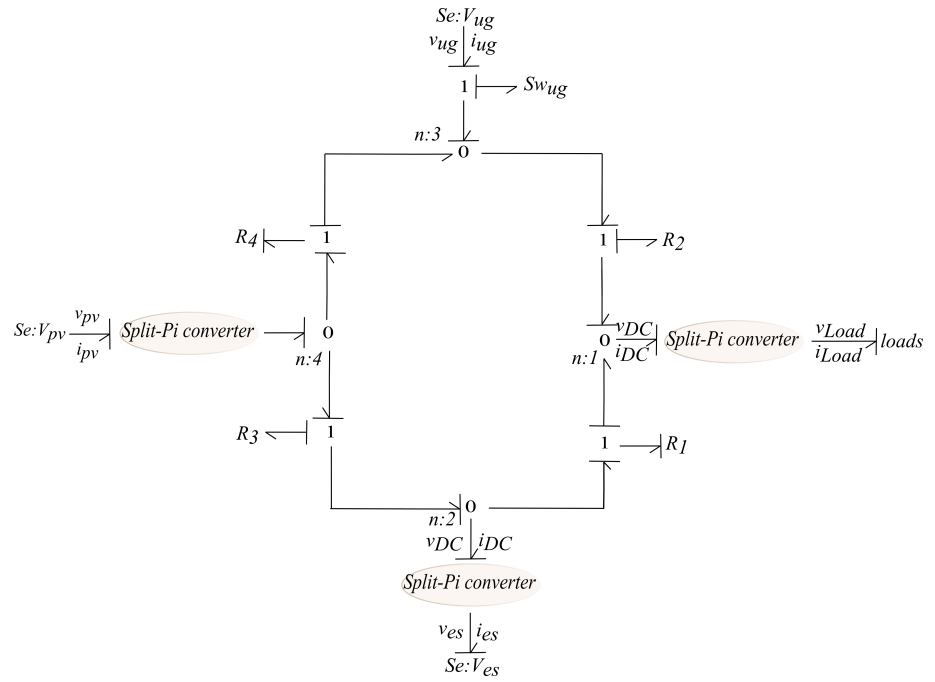 Se:Vug
vug iug
1 Swug
n:3
0
R4 1
1 R2
Se:Vpv vpv ipv Split-Pi converter 0
n:4
0 vDC iDC Split-Pi converter vLoad iLoad loads
n:1
R3 1
1 R1
n:2 0
vDC iDC
Split-Pi converter
ves ies
Se:Ves